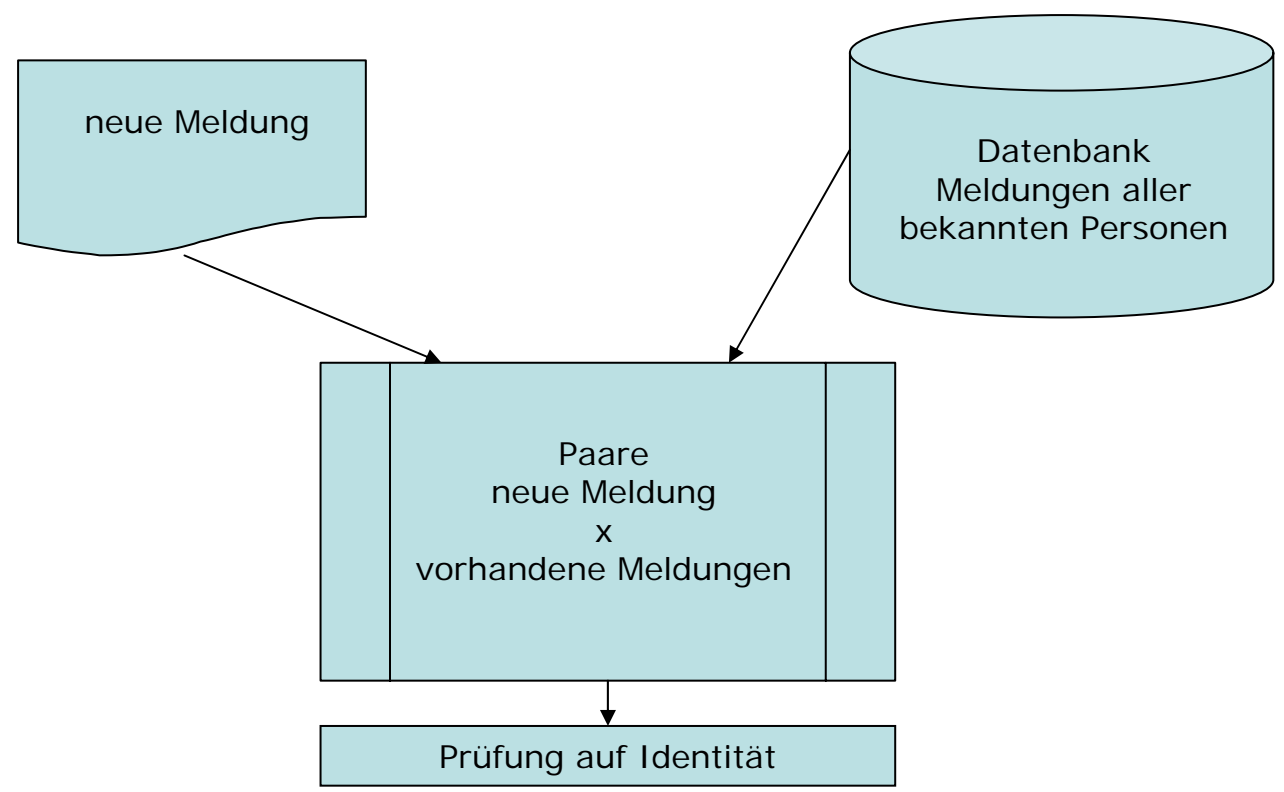 neue Meldung
Datenbank
Meldungen aller
bekannten Personen
Paare
neue Meldung
x
vorhandene Meldungen
Prüfung auf Identität